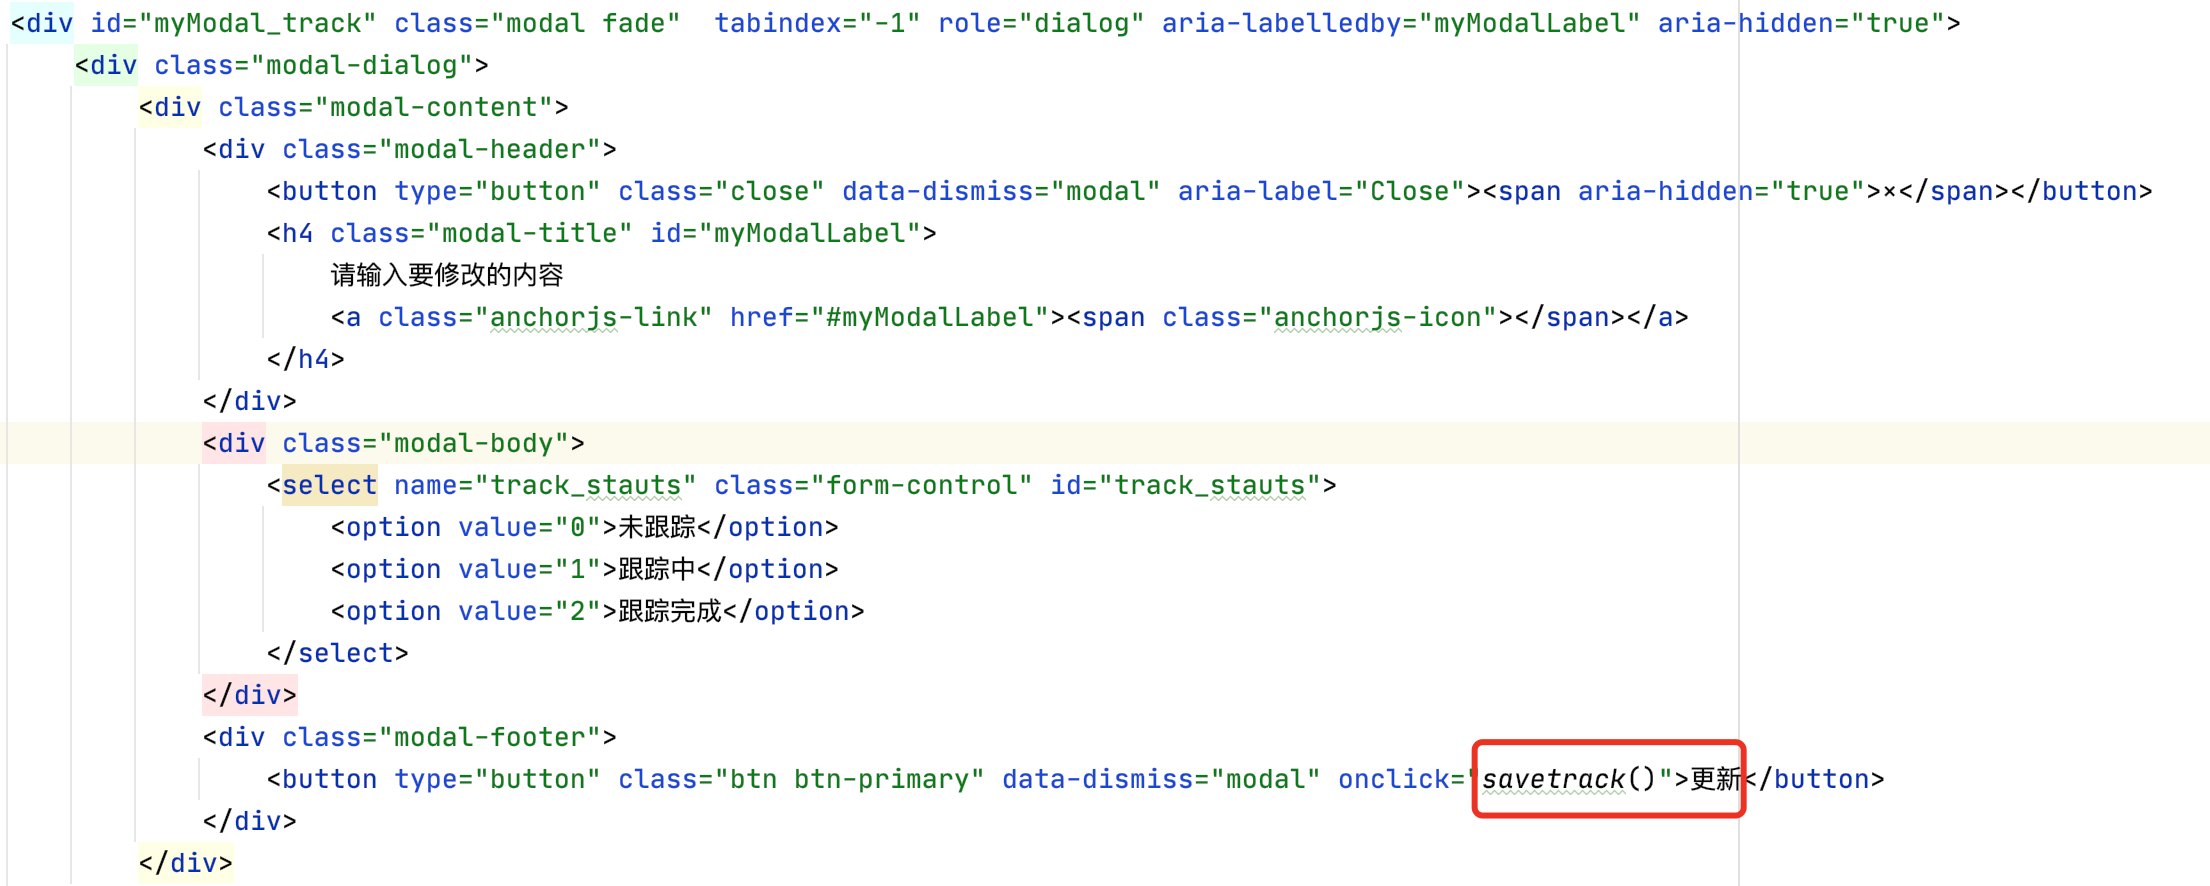 <div id="myModal_track" class="modal fade"  tabindex="-1" role="dialog" aria-labelledby="myModalLabel" aria-hidden="true">
<div class="modal-dialog">
<div class="modal-content">
<div class="modal-header">
<button type="button" class="close" data-dismiss="modal" aria-label="Close"><span aria-hidden="true">×</span></button>
<h4 class="modal-title" id="myModalLabel">
请输入要修改的内容
<a class="anchorjs-link" href="#myModalLabel"><span class="anchorjs-icon"></span></a>
</h4>
</div>
<div class="modal-body">
<select name="track_stauts" class="form-control" id="track_stauts">
<option value="0">未跟踪</option>
<option value="1">跟踪中</option>
<option value="2">跟踪完成</option>
</select>
</div>
<div class="modal-footer">
<button type="button" class="btn btn-primary" data-dismiss="modal" onclick="savetrack()">更新</button>
</div>
</div>